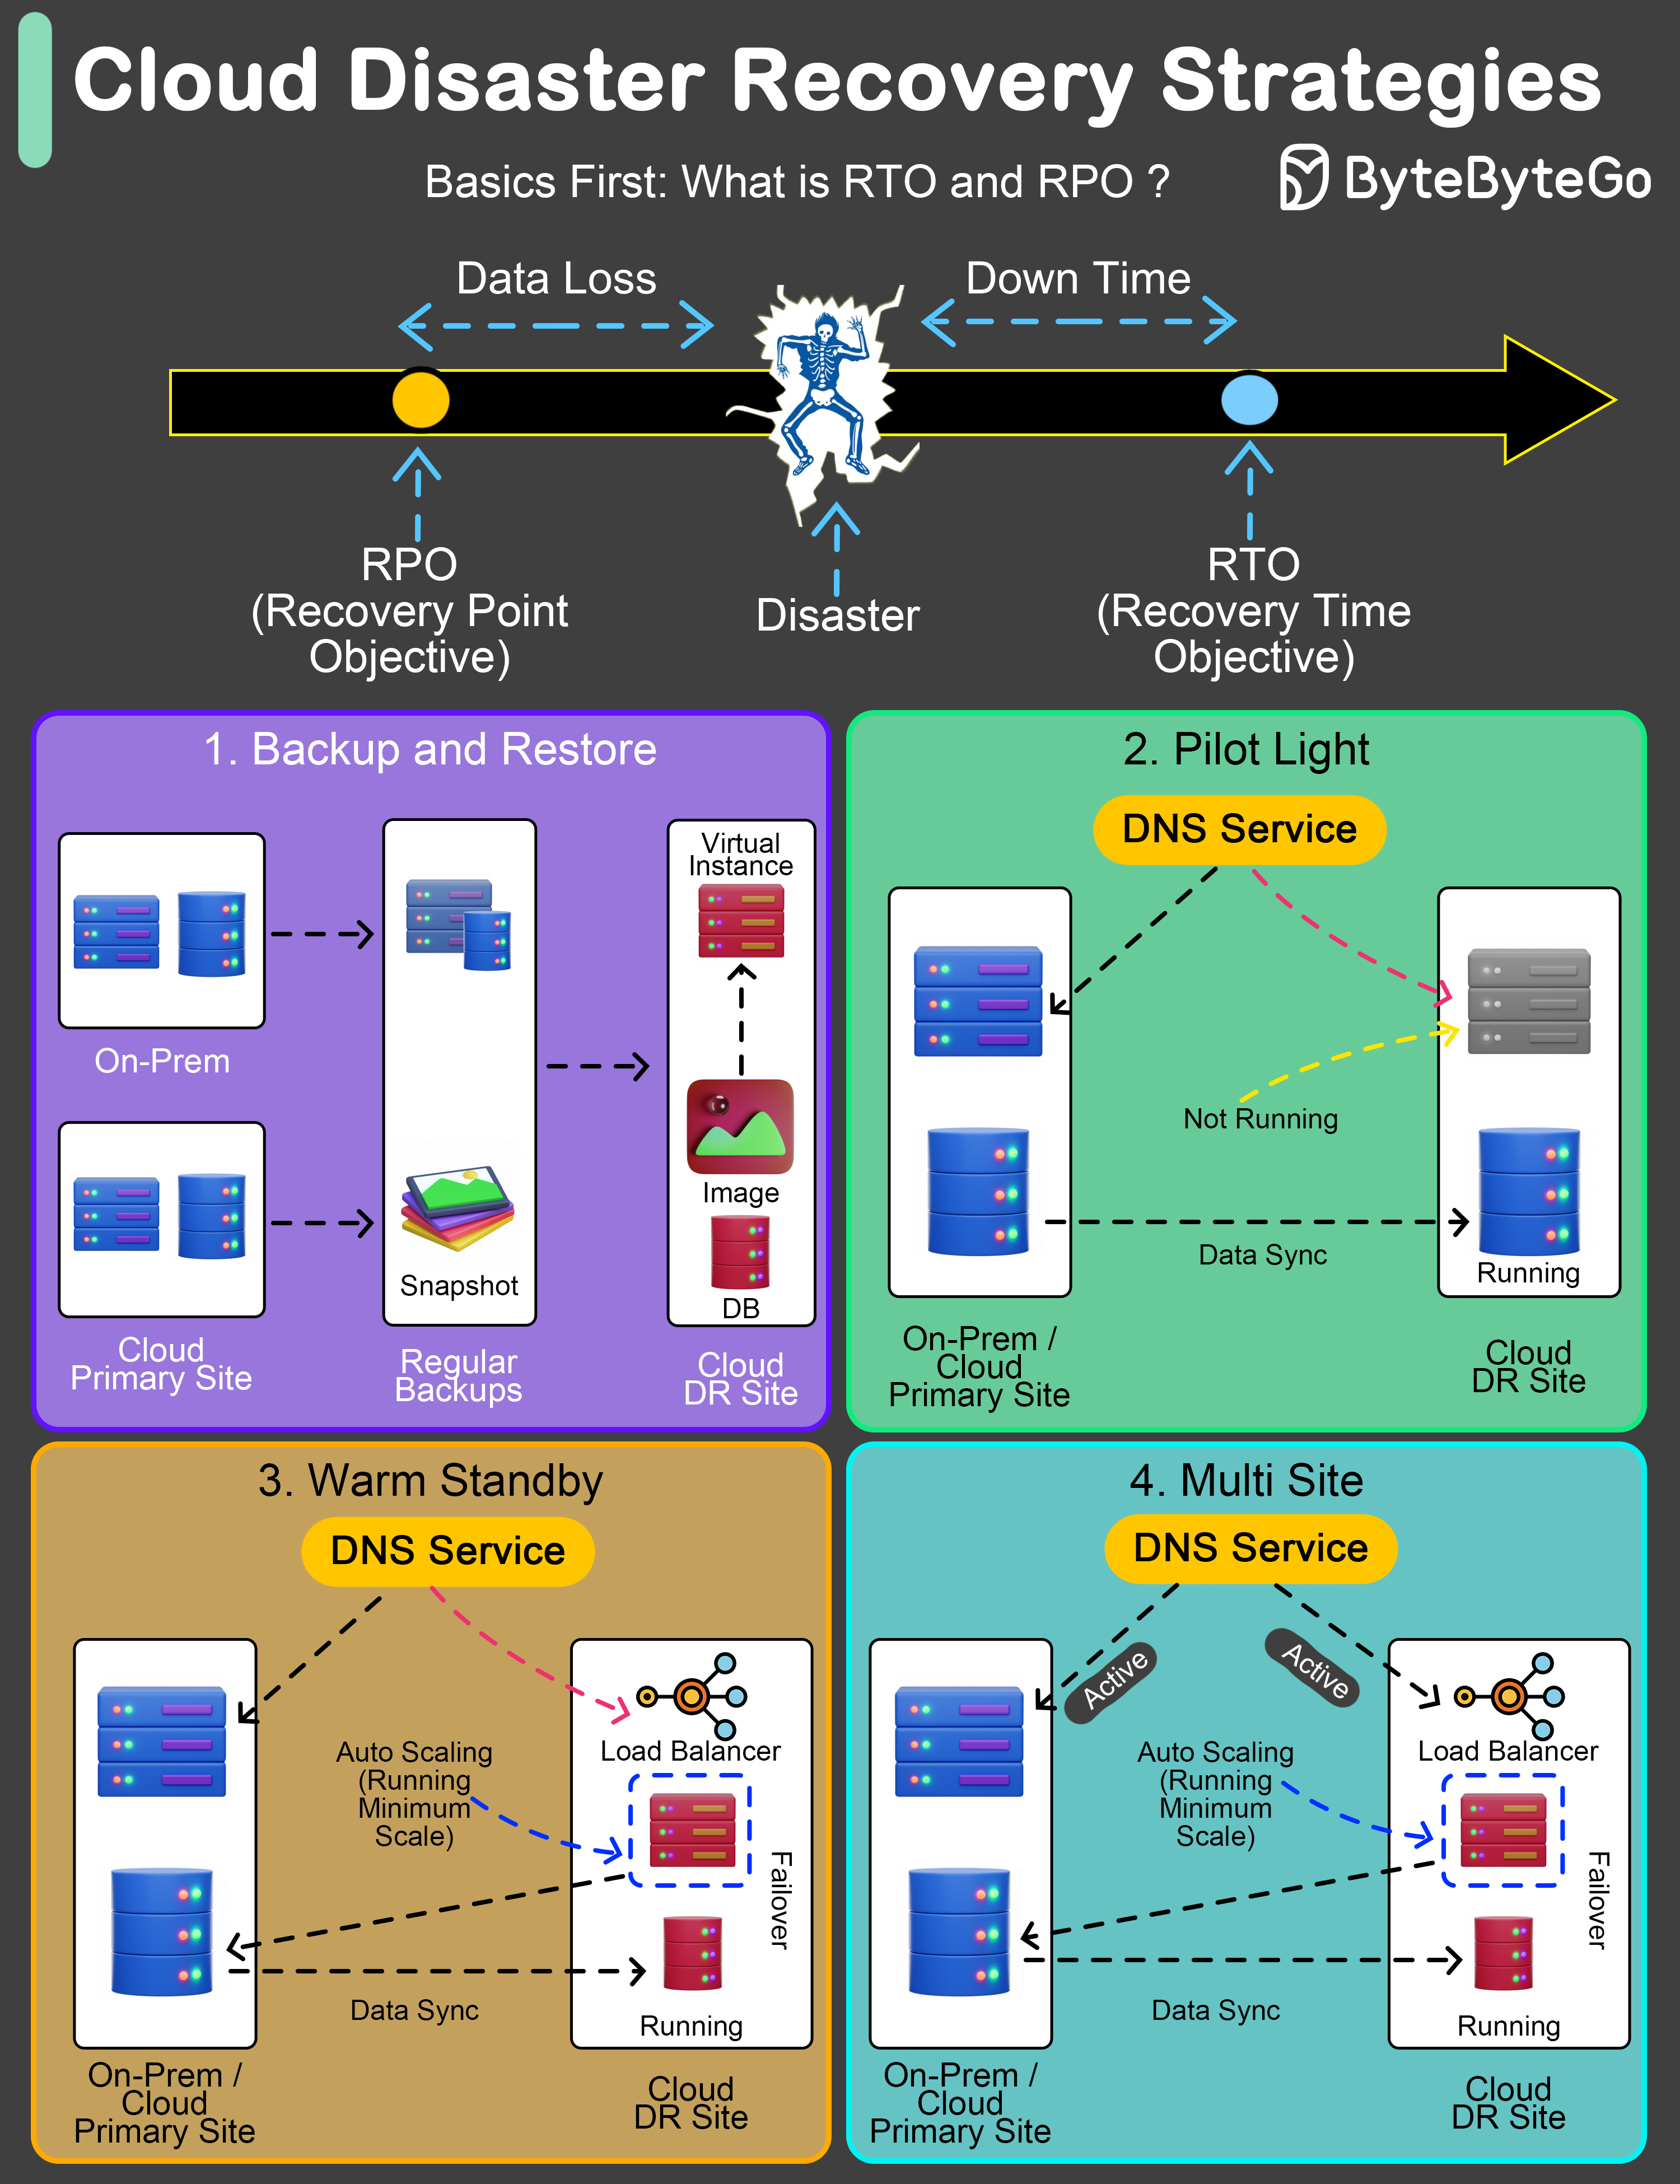 Cloud Disaster Recovery Strategies
Basics First: What is RTO and RPO ?
ByteByteGo
Data Loss
Down Time
RPO
(Recovery Point
Objective)
Disaster
RTO
(Recovery Time
Objective)
1. Backup and Restore
On-Prem
Cloud
Primary Site
Snapshot
Regular
Backups
Virtual
Instance
Image
DB
Cloud
DR Site
2. Pilot Light
DNS Service
Not Running
Data Sync
Running
On-Prem /
Cloud
Primary Site
Cloud
DR Site
3. Warm Standby
DNS Service
Auto Scaling
(Running
Minimum
Scale)
Load Balancer
Failover
Data Sync
Running
On-Prem /
Cloud
Primary Site
Cloud
DR Site
4. Multi Site
DNS Service
Active
Active
Auto Scaling
(Running
Minimum
Scale)
Load Balancer
Failover
Data Sync
Running
On-Prem /
Cloud
Primary Site
Cloud
DR Site